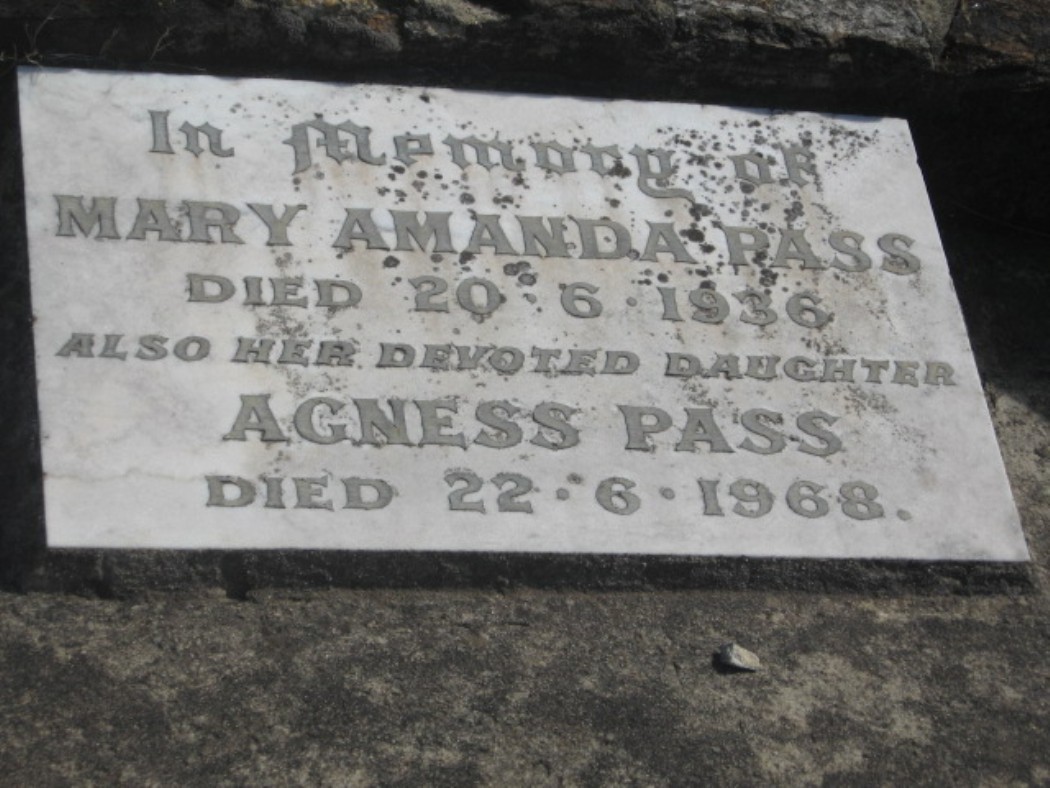 In Memory of
MARY AMANDA PASS
DIED 20·6·1936
ALSO HER DEVOTED DAUGHTER
AGNESS PASS
DIED 22·6·1968.